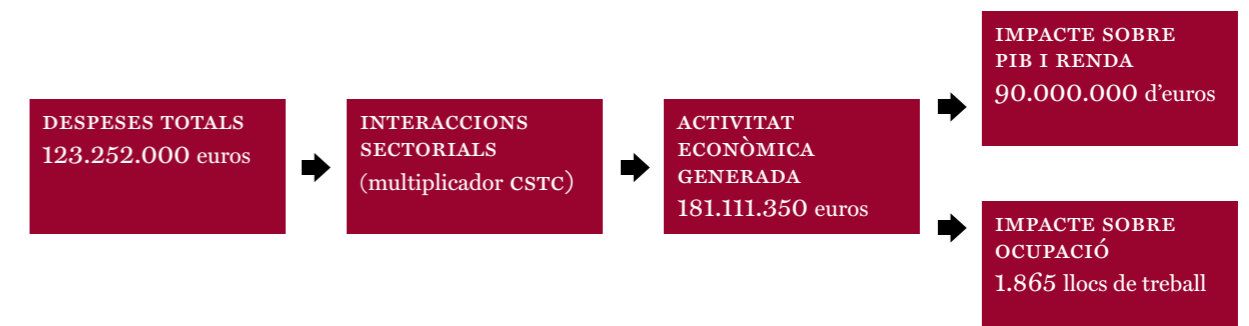 DESPESES TOTALS
123.252.000 euros
INTERACCIONS
SECTORIALS
(multiplicador CSTC)
ACTIVITAT
ECONÒMICA
GENERADA
181.111.350 euros
IMPACTE SOBRE
PIB I RENDA
90.000.000 d’euros
IMPACTE SOBRE
OCUPACIÓ
1.865 llocs de treball